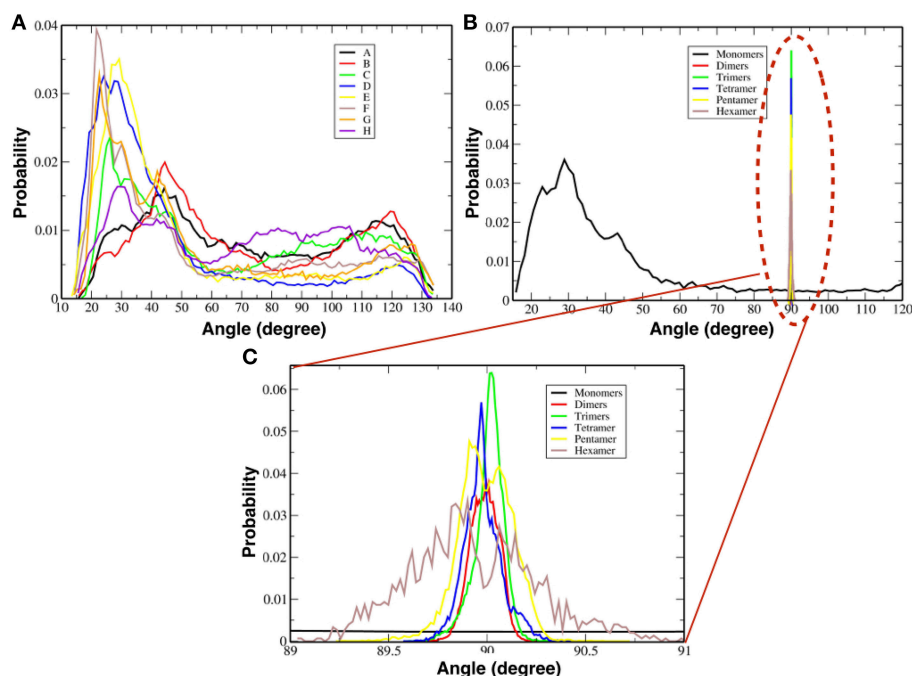 A
0.04
0.03
0.02
0.01
0
Probability
10 20 30 40 50 60 70 80 90 100 110 120 130 140
Angle (degree)
A
B
C
D
E
F
G
H
B
0.07
0.06
0.05
0.04
0.03
0.02
0.01
0
Probability
20 30 40 50 60 70 80 90 100 110 120
Angle (degree)
Monomers
Dimers
Trimers
Tetramer
Pentamer
Hexamer
C
0.06
0.05
0.04
0.03
0.02
0.01
0
Probability
89 89.5 90 90.5 91
Angle (degree)
Monomers
Dimers
Trimers
Tetramer
Pentamer
Hexamer